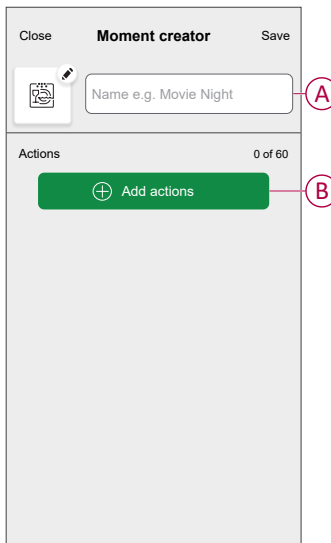 Close Moment creator Save
Name e.g. Movie Night A
Actions 0 of 60
Add actions B